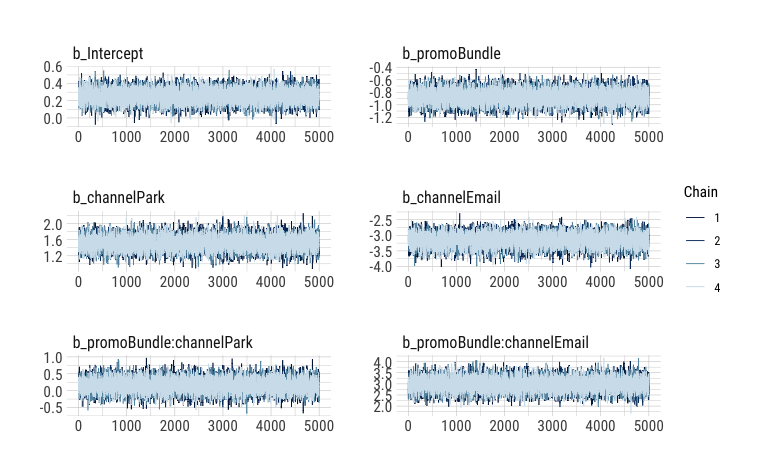 b_Intercept
0.6
0.4
0.2
0.0
0 1000 2000 3000 4000 5000
b_promoBundle
-0.4
-0.6
-0.8
-1.0
-1.2
0 1000 2000 3000 4000 5000
b_channelPark
2.0
1.6
1.2
0 1000 2000 3000 4000 5000
b_channelEmail
-2.5
-3.0
-3.5
-4.0
0 1000 2000 3000 4000 5000
b_promoBundle:channelPark
1.0
0.5
0.0
-0.5
0 1000 2000 3000 4000 5000
b_promoBundle:channelEmail
4.0
3.5
3.0
2.5
2.0
0 1000 2000 3000 4000 5000
Chain
1
2
3
4